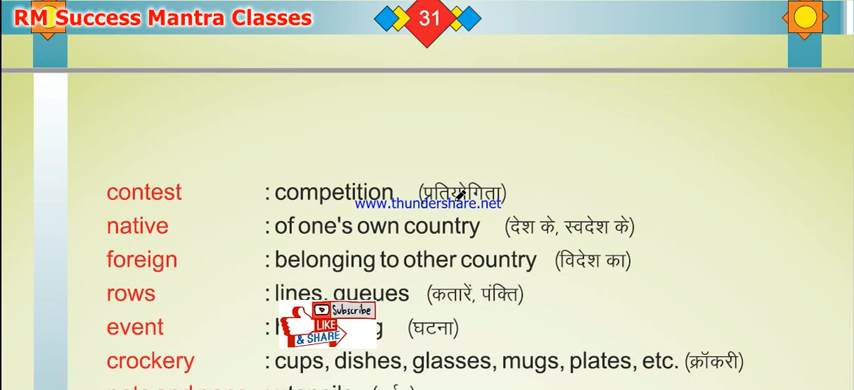 RM Success Mantra Classes
31
contest : competition (प्रतियोगिता)
www.thundershare.net
native : of one's own country (देश के, स्वदेश के)
foreign : belonging to other country (विदेश का)
rows : lines, queues (कतारें, पंक्ति)
Subscribe
LIKE
& SHARE
event : (घटना)
crockery : cups, dishes, glasses, mugs, plates, etc. (क्रॉकरी)